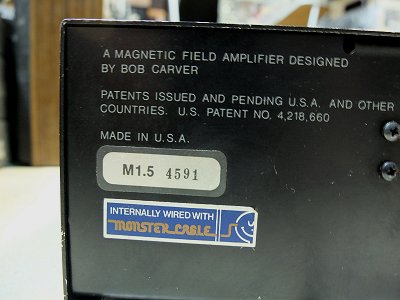 A MAGNETIC FIELD AMPLIFIER DESIGNED
BY BOB CARVER
PATENTS ISSUED AND PENDING U.S.A. AND OTHER
COUNTRIES. U.S. PATENT NO. 4,218,660
MADE IN U.S.A.
M1.5 4591
INTERNALLY WIRED WITH
MONSTER CABLE